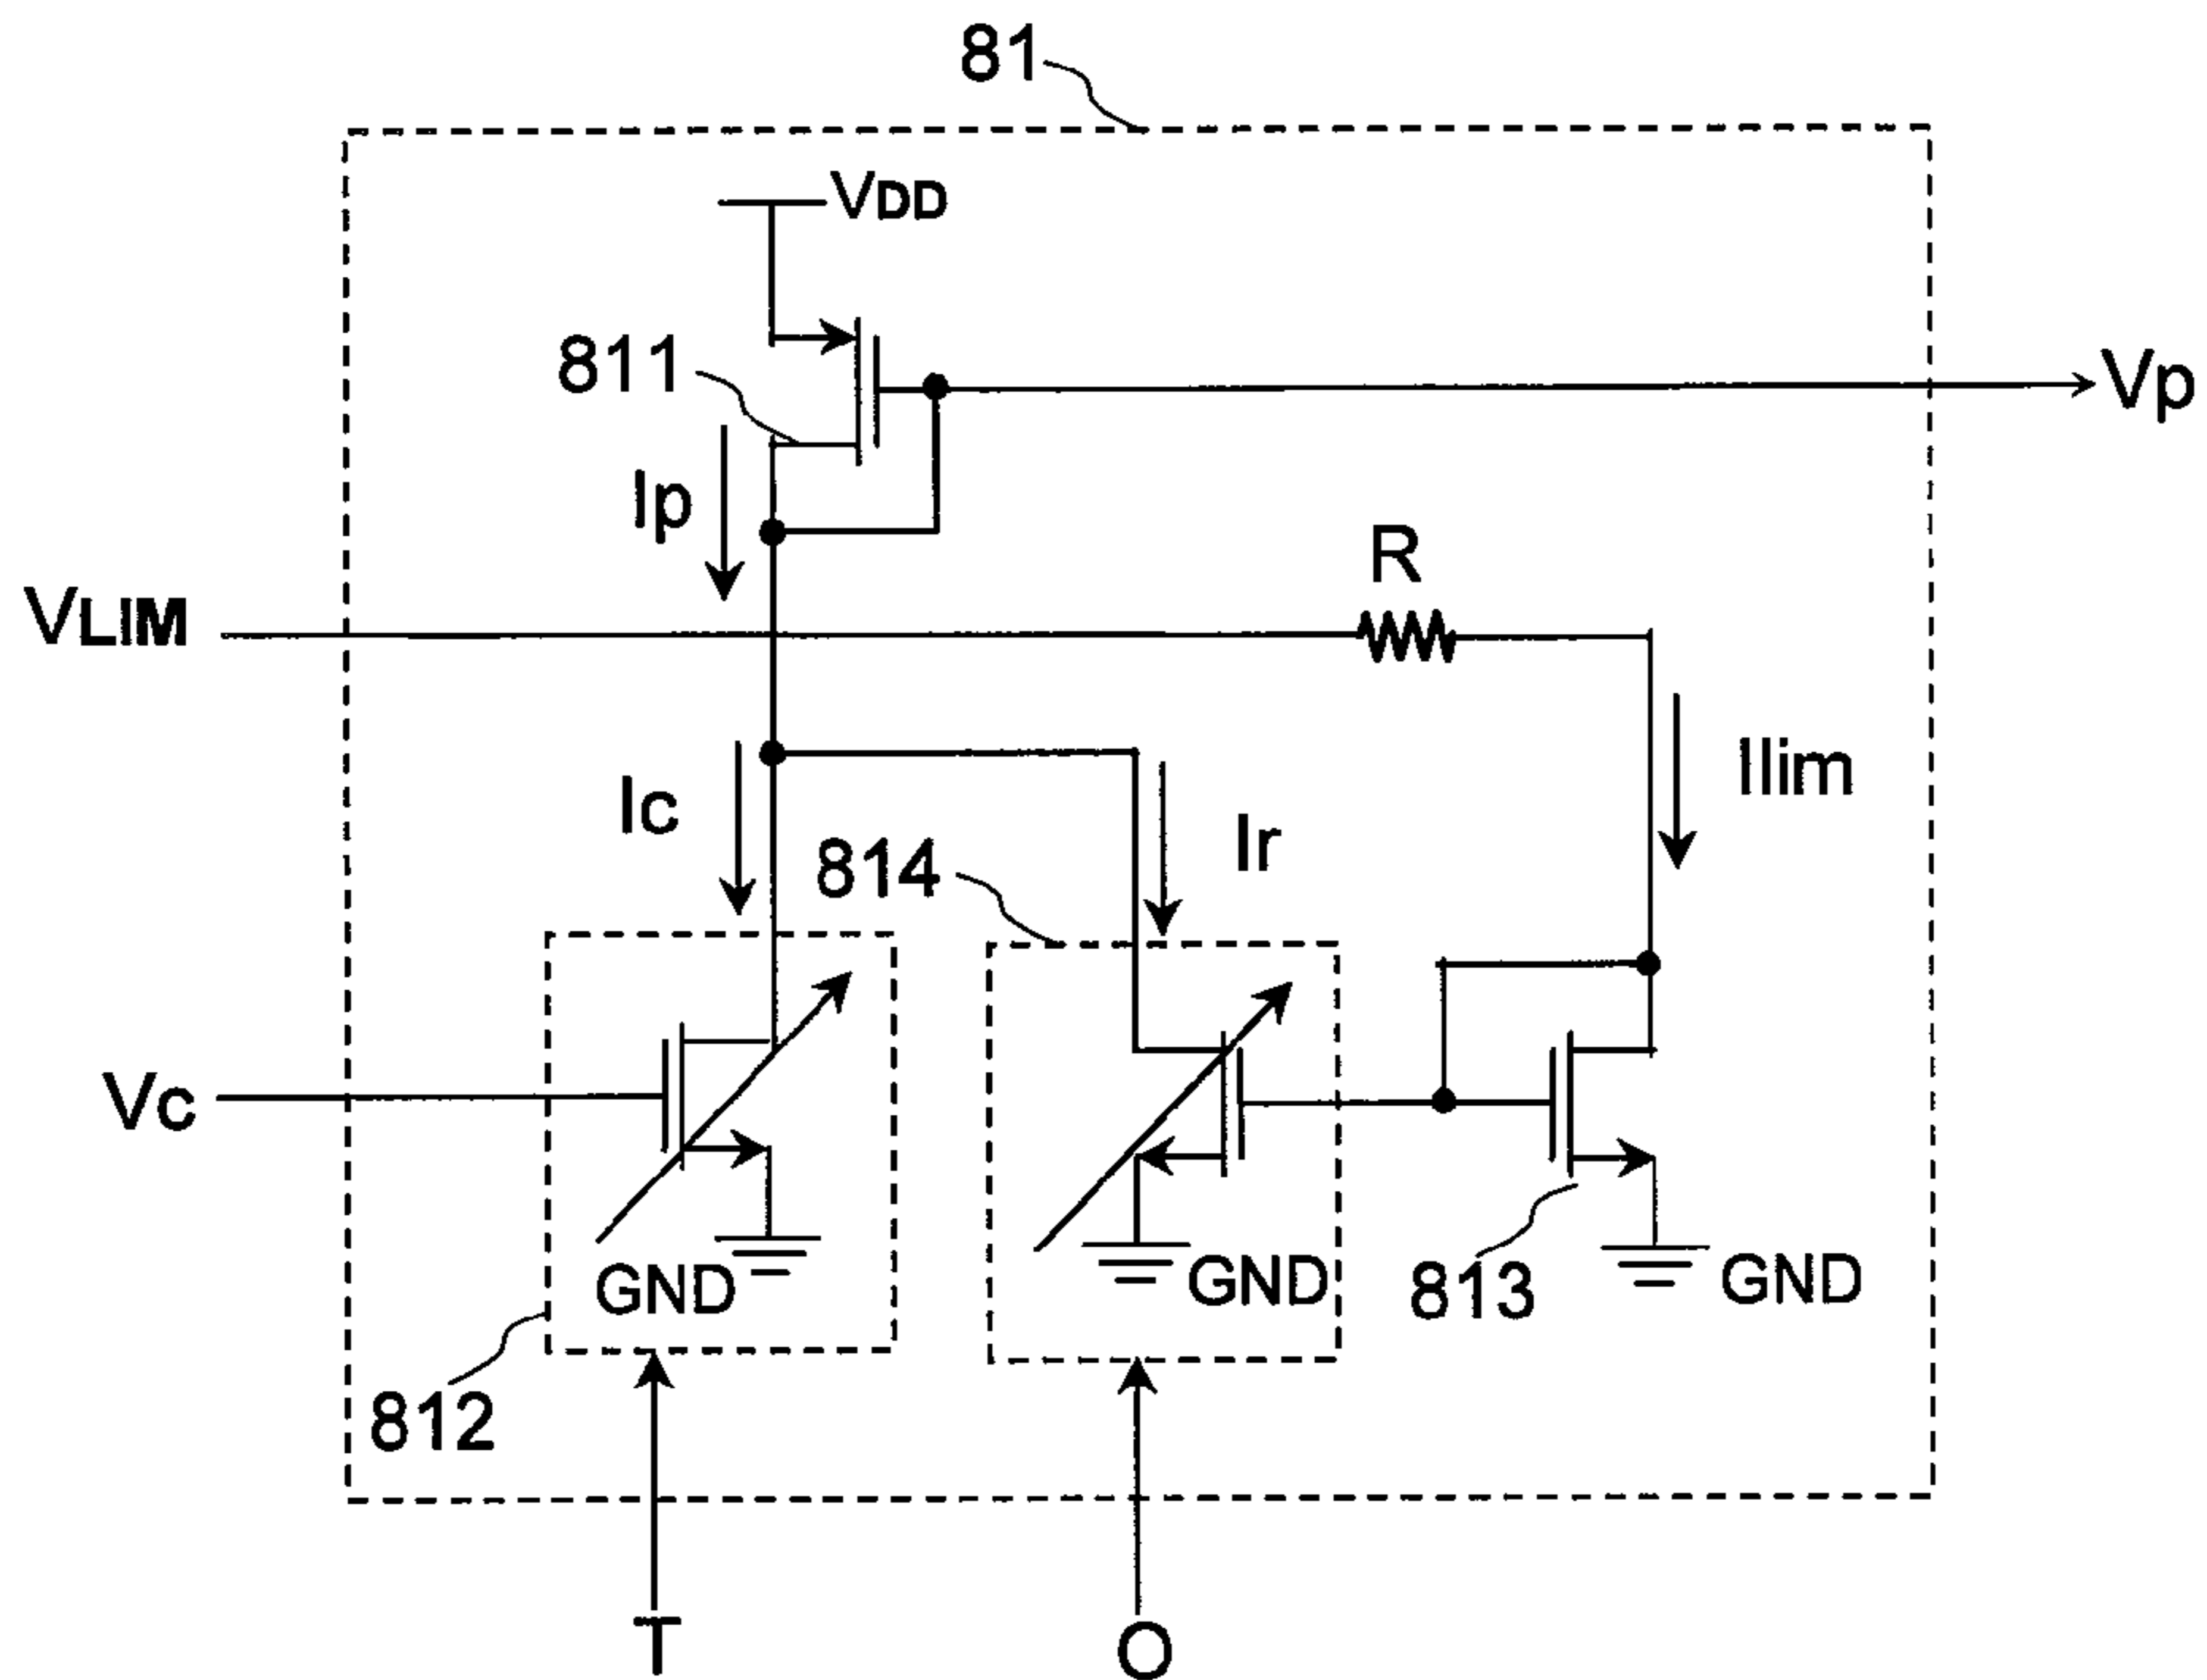 81
VDD
811
Vp
Ip
R
VLIM
Ilim
Ic
814
Ir
Vc
GND
GND
813
GND
812
T
O